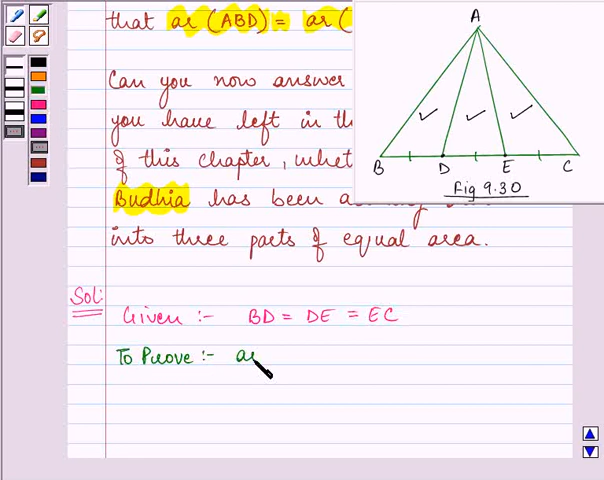 that ar (ABD) = ar (
Can you now answer
you have left in th
of this chapter, whet
Budhia has been
into three parts of equal area.
A
B D E C
Fig 9.30
Sol:
Given :- BD = DE = EC
To Prove :- ar